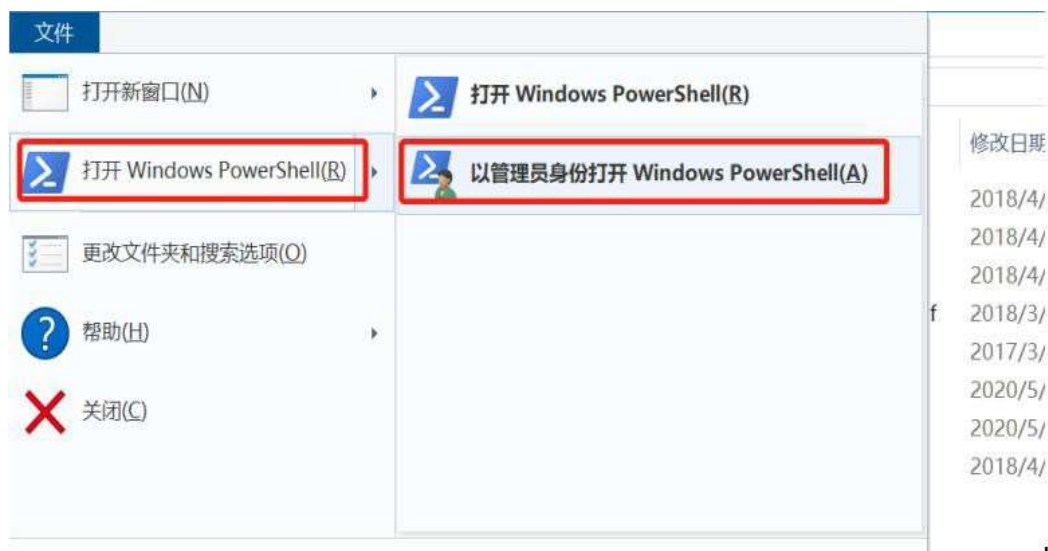 文件
打开新窗口(N)
打开 Windows PowerShell(R)
更改文件夹和搜索选项(O)
帮助(H)
关闭(C)
打开 Windows PowerShell(R)
以管理员身份打开 Windows PowerShell(A)
修改日期
2018/4/
2018/4/
2018/4/
f 2018/3/
2017/3/
2020/5/
2020/5/
2018/4/